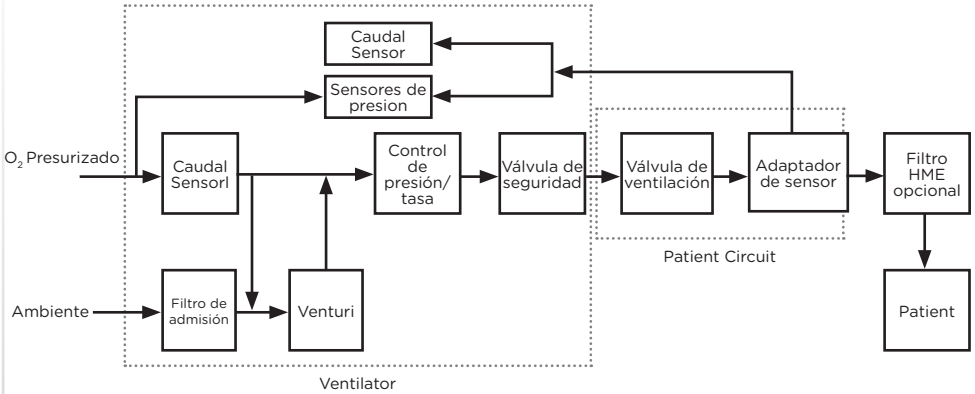 Caudal
Sensor
Sensores de
presion
O₂ Presurizado
Caudal
Sensorl
Control
de
presión/
tasa
Válvula de
seguridad
Válvula de
ventilación
Adaptador
de sensor
Filtro
HME
opcional
Patient Circuit
Ambiente
Filtro de
admisión
Venturi
Patient
Ventilator